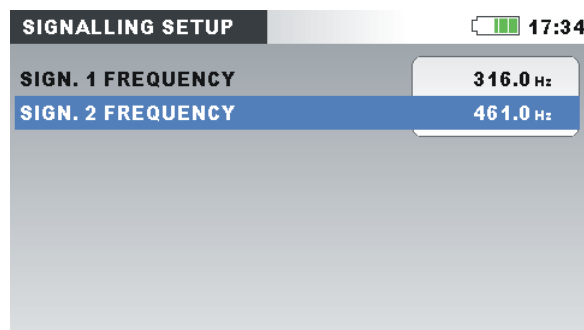 SIGNALLING SETUP 17:34
SIGN. 1 FREQUENCY 316.0 Hz
SIGN. 2 FREQUENCY 461.0 Hz